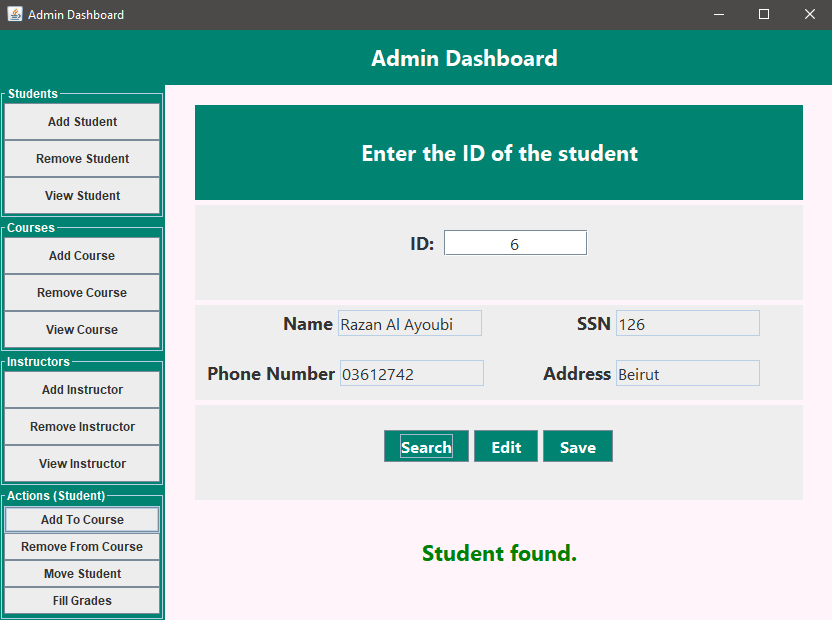 Admin Dashboard
Admin Dashboard
Students
Add Student
Remove Student
View Student
Courses
Add Course
Remove Course
View Course
Instructors
Add Instructor
Remove Instructor
View Instructor
Actions (Student)
Add To Course
Remove From Course
Move Student
Fill Grades
Enter the ID of the student
ID: 6
Name Razan Al Ayoubi SSN 126
Phone Number 03612742 Address Beirut
Search Edit Save
Student found.